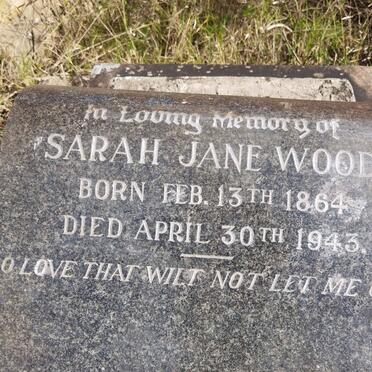 In Loving Memory of
SARAH JANE WOOD
BORN FEB. 13TH 1864
DIED APRIL 30TH 1943.
O LOVE THAT WILT NOT LET ME